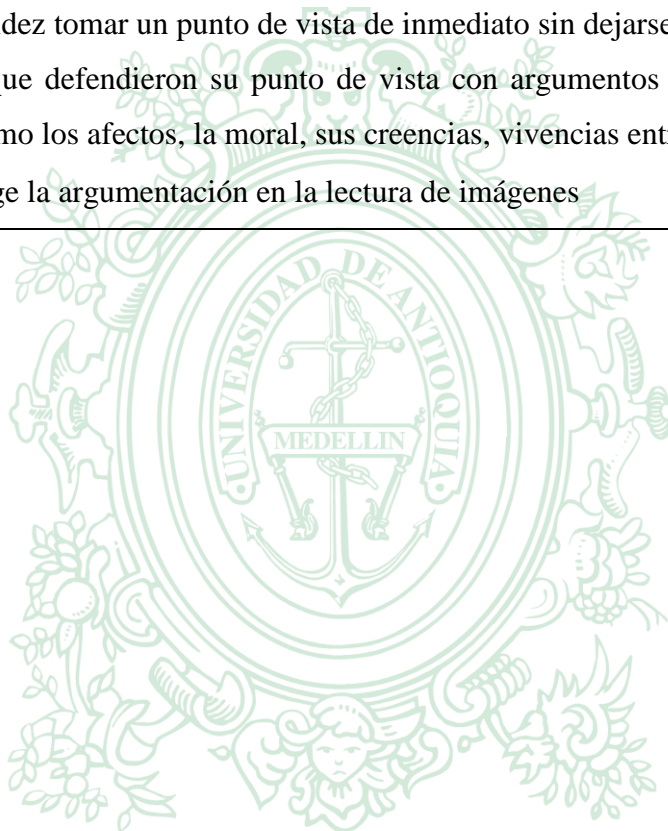 dez tomar un punto de vista de inmediato sin dejarse
que defendieron su punto de vista con argumentos
mo los afectos, la moral, sus creencias, vivencias ent
ge la argumentación en la lectura de imágenes
UNIVERSIDAD DE ANTIOQUIA
MEDELLIN